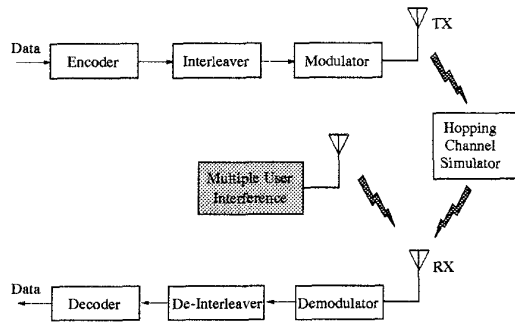 Data
Encoder
Interleaver
Modulator
TX
Hopping
Channel
Simulator
Multiple User
Interference
RX
Data
Decoder
De-Interleaver
Demodulator